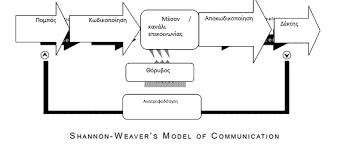 Πομπός
Κωδικοποίηση
Μέσον /
κανάλι
επικοινωνίας
Αποκωδικοποίηση
Δέκτης
Θόρυβος
Ανατροφοδότηση
SHANNON-WEAVER'S MODEL OF COMMUNICATION